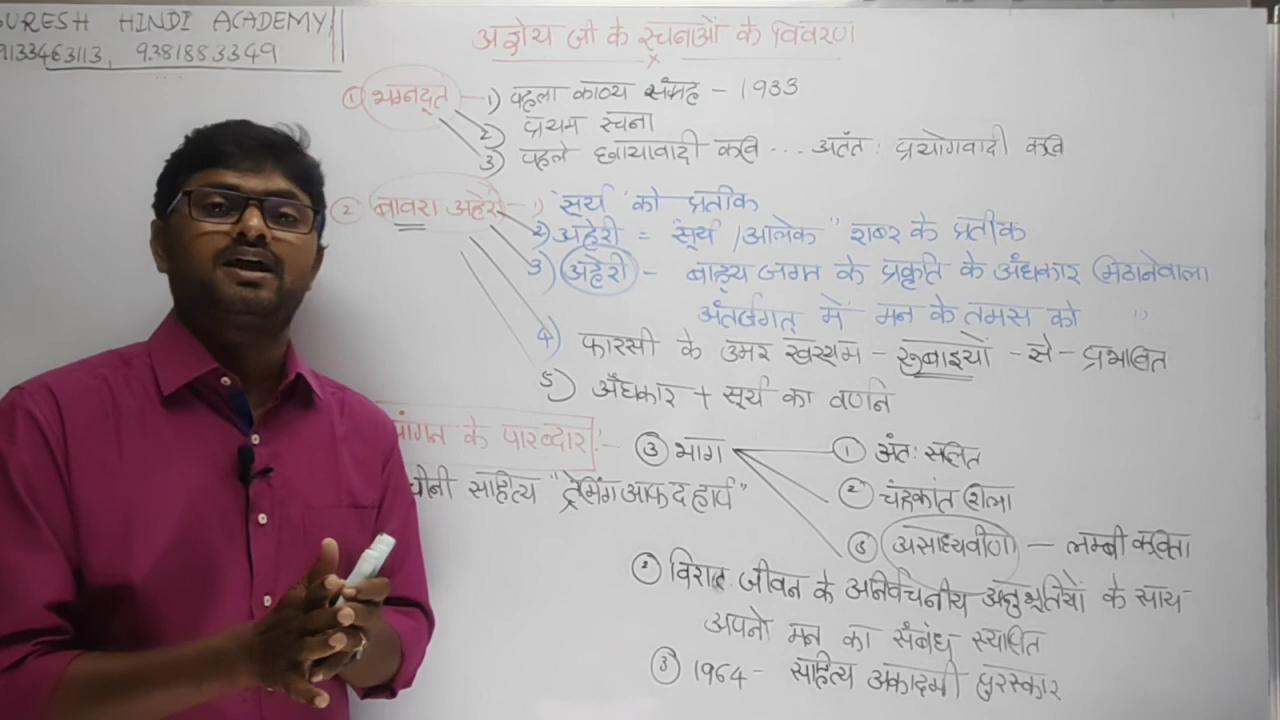 SURESH HINDI ACADEMY
9133463113, 9381883349
अज्ञेय जी के रचनाओं के विवरण
① भग्नदूत - 1) पहला काव्य संग्रह - 1933
2) प्रथम रचना
3) पहले छायावादी कवि ... अतंतः प्रयोगवादी कवि
② बावरा अहेरी - 1) 'सूर्य' को प्रतीक
2) अहेरी = सूर्य / आलोक" शब्द के प्रतीक
3) अहेरी - बाह्य जगत के प्रकृति के अँधकार मिठानेवाला
अंतर्जगत् में मन के तमस को "
4) फारसी के उमर खय्याम - रुबाइयों - से - प्रभावित
5) अँधकार + सूर्य का वर्णन
आंगन के पारव्दार :- ③ भाग
① अंतः सलित
चीनी साहित्य "ट्रेमिंग आफ द हार्प"
② चंद्रकांत शिला
③ असाध्यवीणा - लम्बी कविता
② विराट जीवन के अनिर्वचनीय अनुभूतियों के साथ
अपनो मन का संबंध स्थापित
③ 1964 - साहित्य अकादमी पुरस्कार